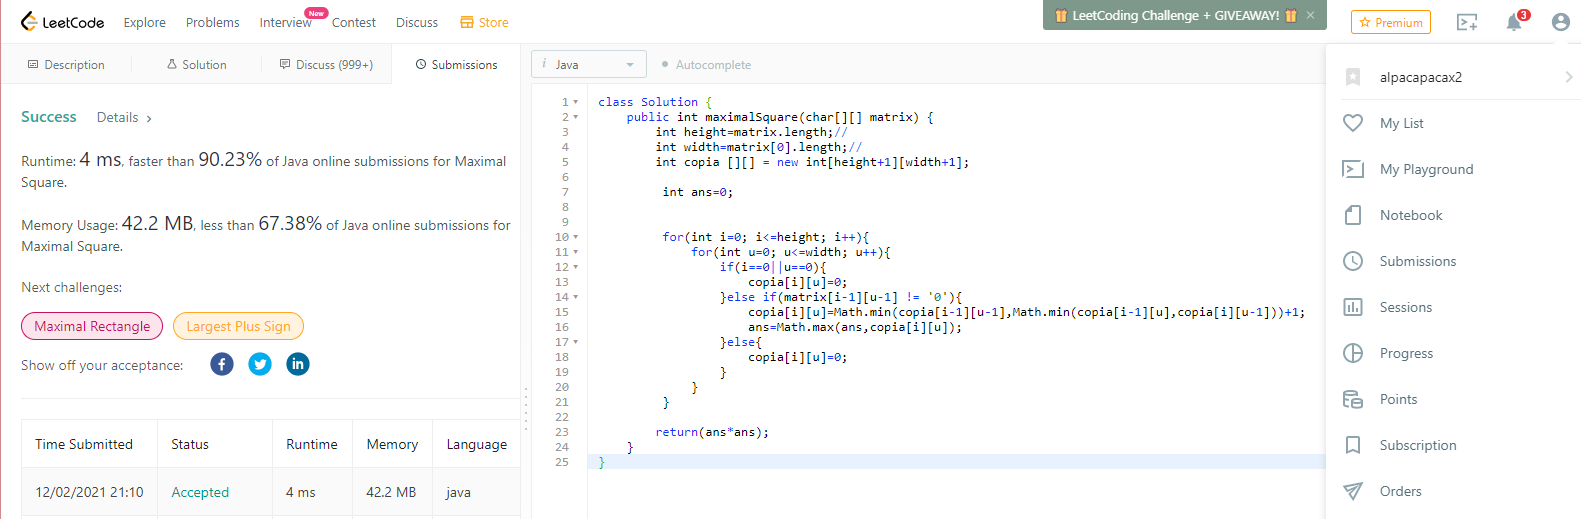 LeetCode Explore Problems Interview New Contest Discuss Store
LeetCoding Challenge + GIVEAWAY! ×
Premium 3
Description Solution Discuss (999+) Submissions
Success Details >
Runtime: 4 ms, faster than 90.23% of Java online submissions for Maximal
Square.
Memory Usage: 42.2 MB, less than 67.38% of Java online submissions for
Maximal Square.
Next challenges:
Maximal Rectangle Largest Plus Sign
Show off your acceptance: f in
Time Submitted Status Runtime Memory Language
12/02/2021 21:10 Accepted 4 ms 42.2 MB java
i Java Autocomplete
1 class Solution {
2 public int maximalSquare(char[][] matrix) {
3 int height=matrix.length;//
4 int width=matrix[0].length;//
5 int copia [][] = new int[height+1][width+1];
6
7 int ans=0;
8
9
10 for(int i=0; i<=height; i++){
11 for(int u=0; u<=width; u++){
12 if(i==0||u==0){
13 copia[i][u]=0;
14 }else if(matrix[i-1][u-1] != '0'){
15 copia[i][u]=Math.min(copia[i-1][u-1],Math.min(copia[i-1][u],copia[i][u-1]))+1;
16 ans=Math.max(ans,copia[i][u]);
17 }else{
18 copia[i][u]=0;
19 }
20 }
21 }
22
23 return(ans*ans);
24 }
25 }
alpacapacax2
My List
My Playground
Notebook
Submissions
Sessions
Progress
Points
Subscription
Orders